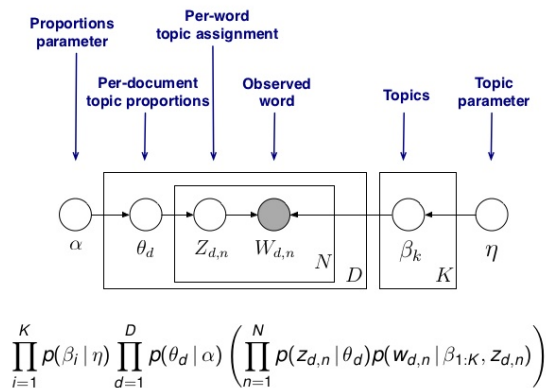 Proportions
parameter
Per-word
topic assignment
Per-document
topic proportions
Observed
word
Topics
Topic
parameter
α
θ_d
Z_{d,n}
W_{d,n}
N
D
β_k
K
η
∏_{i=1}^{K} p(β_i | η) ∏_{d=1}^{D} p(θ_d | α) ( ∏_{n=1}^{N} p(z_{d,n} | θ_d) p(w_{d,n} | β_{1:K}, z_{d,n}) )